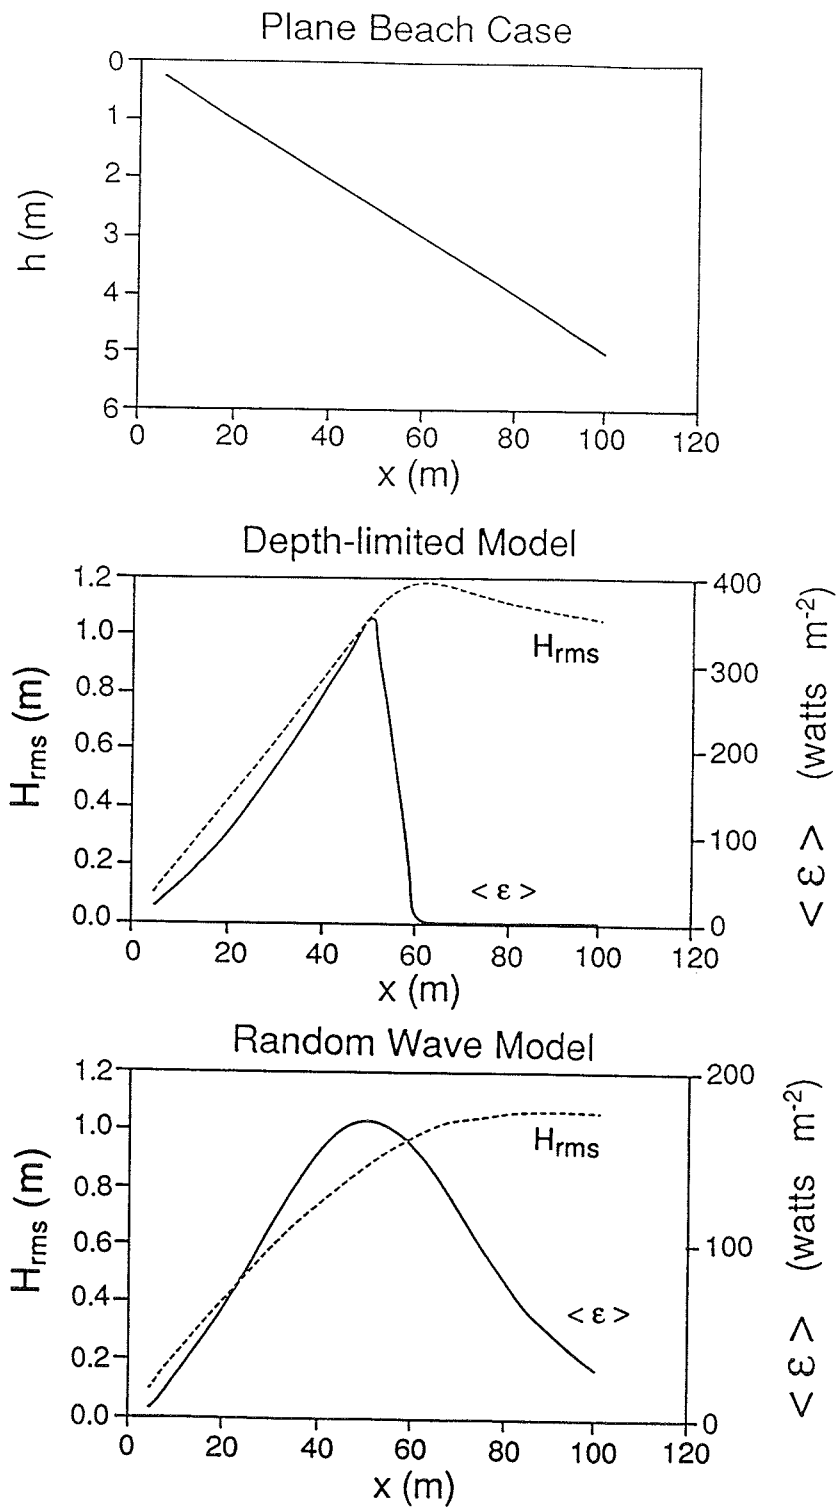 Plane Beach Case
0
1
2
3
4
5
6
h (m)
0 20 40 60 80 100 120
x (m)
Depth-limited Model
1.2
1.0
0.8
0.6
0.4
0.2
0.0
Hrms (m)
400
300
200
100
0
< ε > (watts m-2)
Hrms
< ε >
0 20 40 60 80 100 120
x (m)
Random Wave Model
1.2
1.0
0.8
0.6
0.4
0.2
0.0
Hrms (m)
200
100
0
< ε > (watts m-2)
Hrms
< ε >
0 20 40 60 80 100 120
x (m)